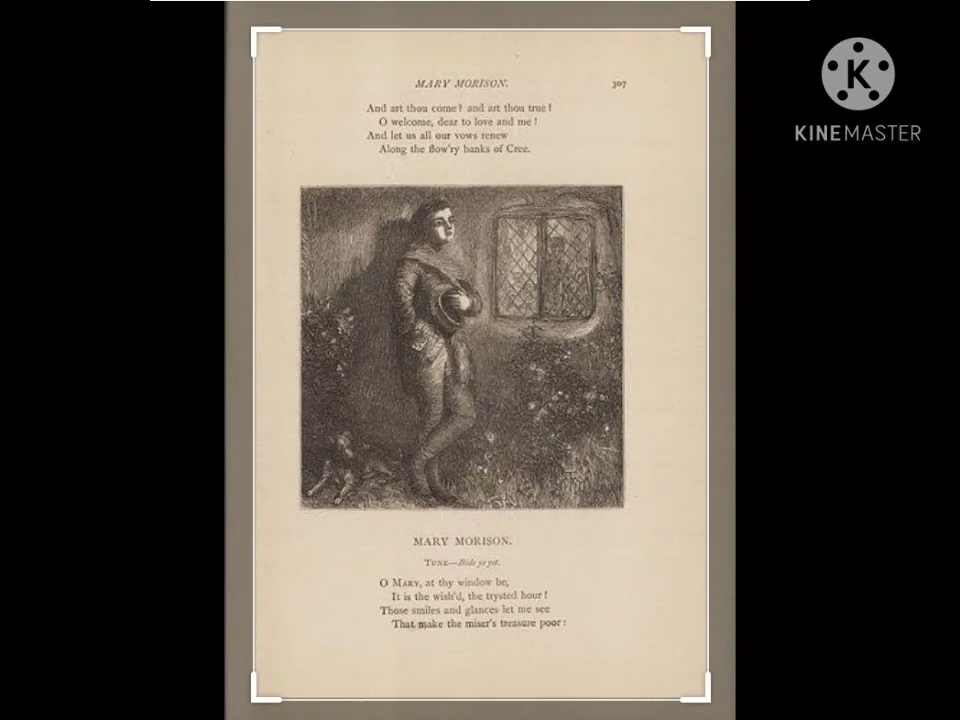 MARY MORISON. 307
And art thou come! and art thou true!
O welcome, dear to love and me!
And let us all our vows renew
Along the flow'ry banks of Cree.
MARY MORISON.
TUNE—Bide ye yet.
O MARY, at thy window be,
It is the wish'd, the trysted hour!
Those smiles and glances let me see
That make the miser's treasure poor:
K
KINEMASTER